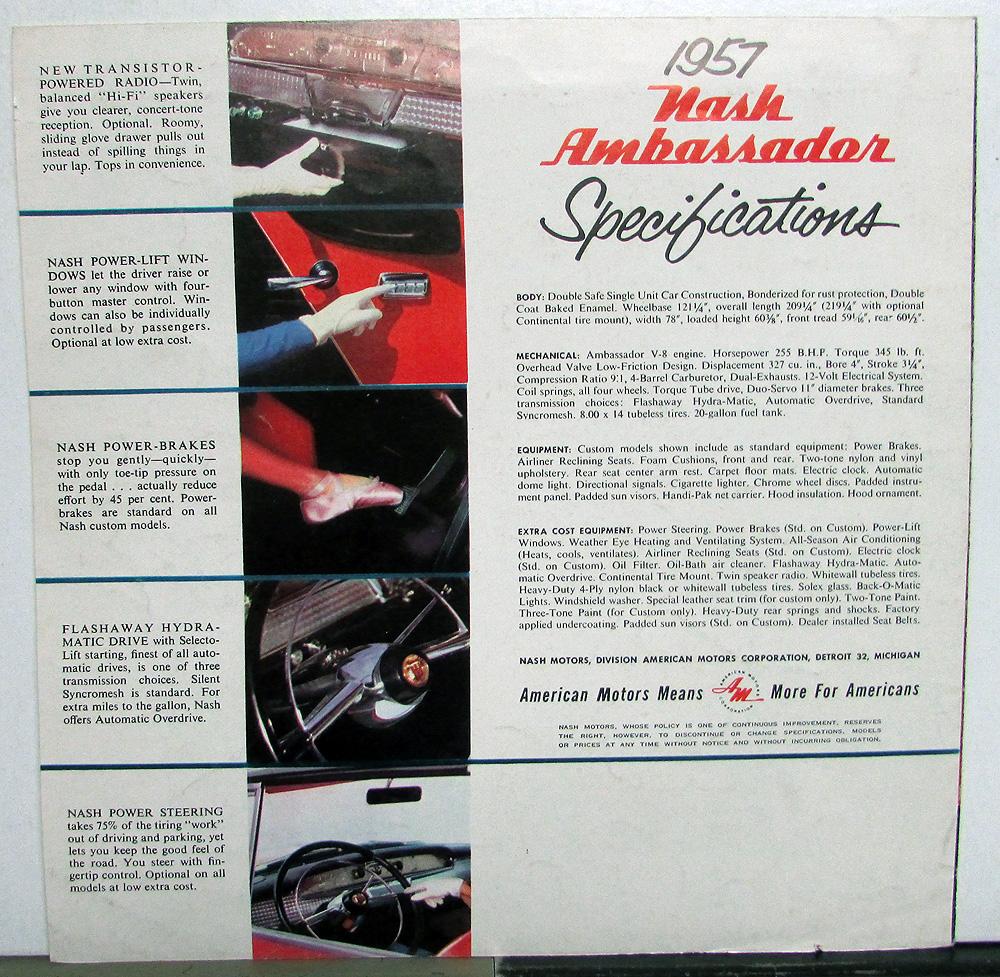 NEW TRANSISTOR-
POWERED RADIO—Twin,
balanced "Hi-Fi" speakers
give you clearer, concert-tone
reception. Optional. Roomy,
sliding glove drawer pulls out
instead of spilling things in
your lap. Tops in convenience.
NASH POWER-LIFT WIN-
DOWS let the driver raise or
lower any window with four-
button master control. Win-
dows can also be individually
controlled by passengers.
Optional at low extra cost.
NASH POWER-BRAKES
stop you gently—quickly—
with only toe-tip pressure on
the pedal . . . actually reduce
effort by 45 per cent. Power-
brakes are standard on all
Nash custom models.
FLASHAWAY HYDRA-
MATIC DRIVE with Selecto-
Lift starting, finest of all auto-
matic drives, is one of three
transmission choices. Silent
Syncromesh is standard. For
extra miles to the gallon, Nash
offers Automatic Overdrive.
NASH POWER STEERING
takes 75% of the tiring "work"
out of driving and parking, yet
lets you keep the good feel of
the road. You steer with fin-
gertip control. Optional on all
models at low extra cost.
1957
Nash
Ambassador
Specifications
BODY: Double Safe Single Unit Car Construction, Bonderized for rust protection, Double
Coat Baked Enamel. Wheelbase 121¼", overall length 209¼" (219¼" with optional
Continental tire mount), width 78", loaded height 60⅜", front tread rear 60½".
MECHANICAL: Ambassador V-8 engine. Horsepower 255 B.H.P. Torque 345 lb. ft.
Overhead Valve Low-Friction Design. Displacement 327 cu. in., Bore 4", Stroke 3¼",
Compression Ratio 9:1, 4-Barrel Carburetor, Dual-Exhausts. 12-Volt Electrical System.
Coil springs, all four wheels. Torque Tube drive, Duo-Servo 11" diameter brakes. Three
transmission choices: Flashaway Hydra-Matic, Automatic Overdrive, Standard
Syncromesh. 8.00 x 14 tubeless tires. 20-gallon fuel tank.
EQUIPMENT: Custom models shown include as standard equipment: Power Brakes.
Airliner Reclining Seats. Foam Cushions, front and rear. Two-tone nylon and vinyl
upholstery. Rear seat center arm rest. Carpet floor mats. Electric clock. Automatic
dome light. Directional signals. Cigarette lighter. Chrome wheel discs. Padded instru-
ment panel. Padded sun visors. Handi-Pak net carrier. Hood insulation. Hood ornament.
EXTRA COST EQUIPMENT: Power Steering. Power Brakes (Std. on Custom). Power-Lift
Windows. Weather Eye Heating and Ventilating System. All-Season Air Conditioning
(Heats, cools, ventilates). Airliner Reclining Seats (Std. on Custom). Electric clock
(Std. on Custom). Oil Filter. Oil-Bath air cleaner. Flashaway Hydra-Matic. Auto-
matic Overdrive. Continental Tire Mount. Twin speaker radio. Whitewall tubeless tires.
Heavy-Duty 4-Ply nylon black or whitewall tubeless tires. Solex glass. Back-O-Matic
Lights. Windshield washer. Special leather seat trim (for custom only). Two-Tone Paint.
Three-Tone Paint (for Custom only). Heavy-Duty rear springs and shocks. Factory
applied undercoating. Padded sun visors (Std. on Custom). Dealer installed Seat Belts.
NASH MOTORS, DIVISION AMERICAN MOTORS CORPORATION, DETROIT 32, MICHIGAN
American Motors Means AMERICAN MOTORS AM CORPORATION More For Americans
NASH MOTORS, WHOSE POLICY IS ONE OF CONTINUOUS IMPROVEMENT, RESERVES
THE RIGHT, HOWEVER, TO DISCONTINUE OR CHANGE SPECIFICATIONS, MODELS
OR PRICES AT ANY TIME WITHOUT NOTICE AND WITHOUT INCURRING OBLIGATION.